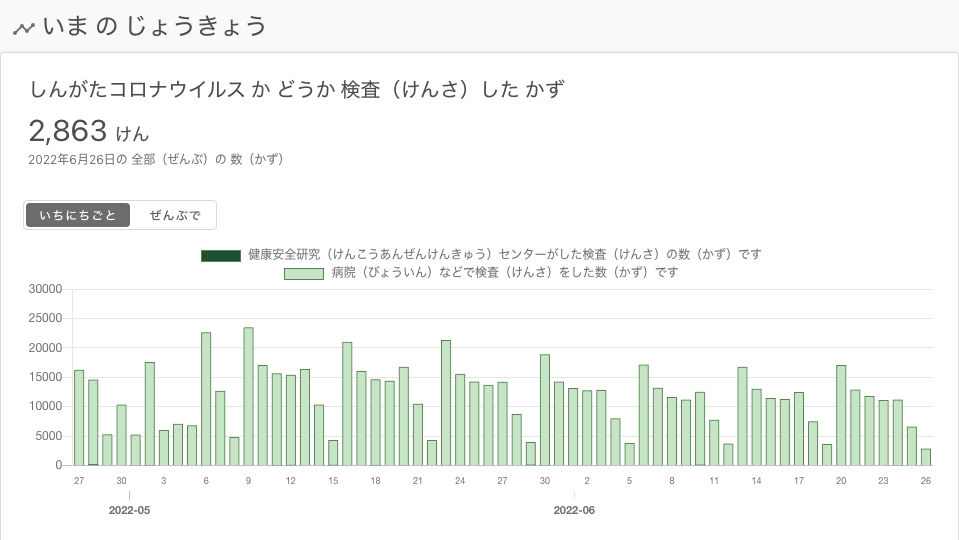 いま の じょうきょう
しんがたコロナウイルス か どうか 検査（けんさ）した かず
2,863 けん
2022年6月26日の 全部（ぜんぶ）の 数（かず）
いちにちごと ぜんぶで
健康安全研究（けんこうあんぜんけんきゅう）センターがした検査（けんさ）の数（かず）です
病院（びょういん）などで検査（けんさ）をした数（かず）です
30000
25000
20000
15000
10000
5000
0
27 30 3 6 9 12 15 18 21 24 27 30 2 5 8 11 14 17 20 23 26
2022-05 2022-06